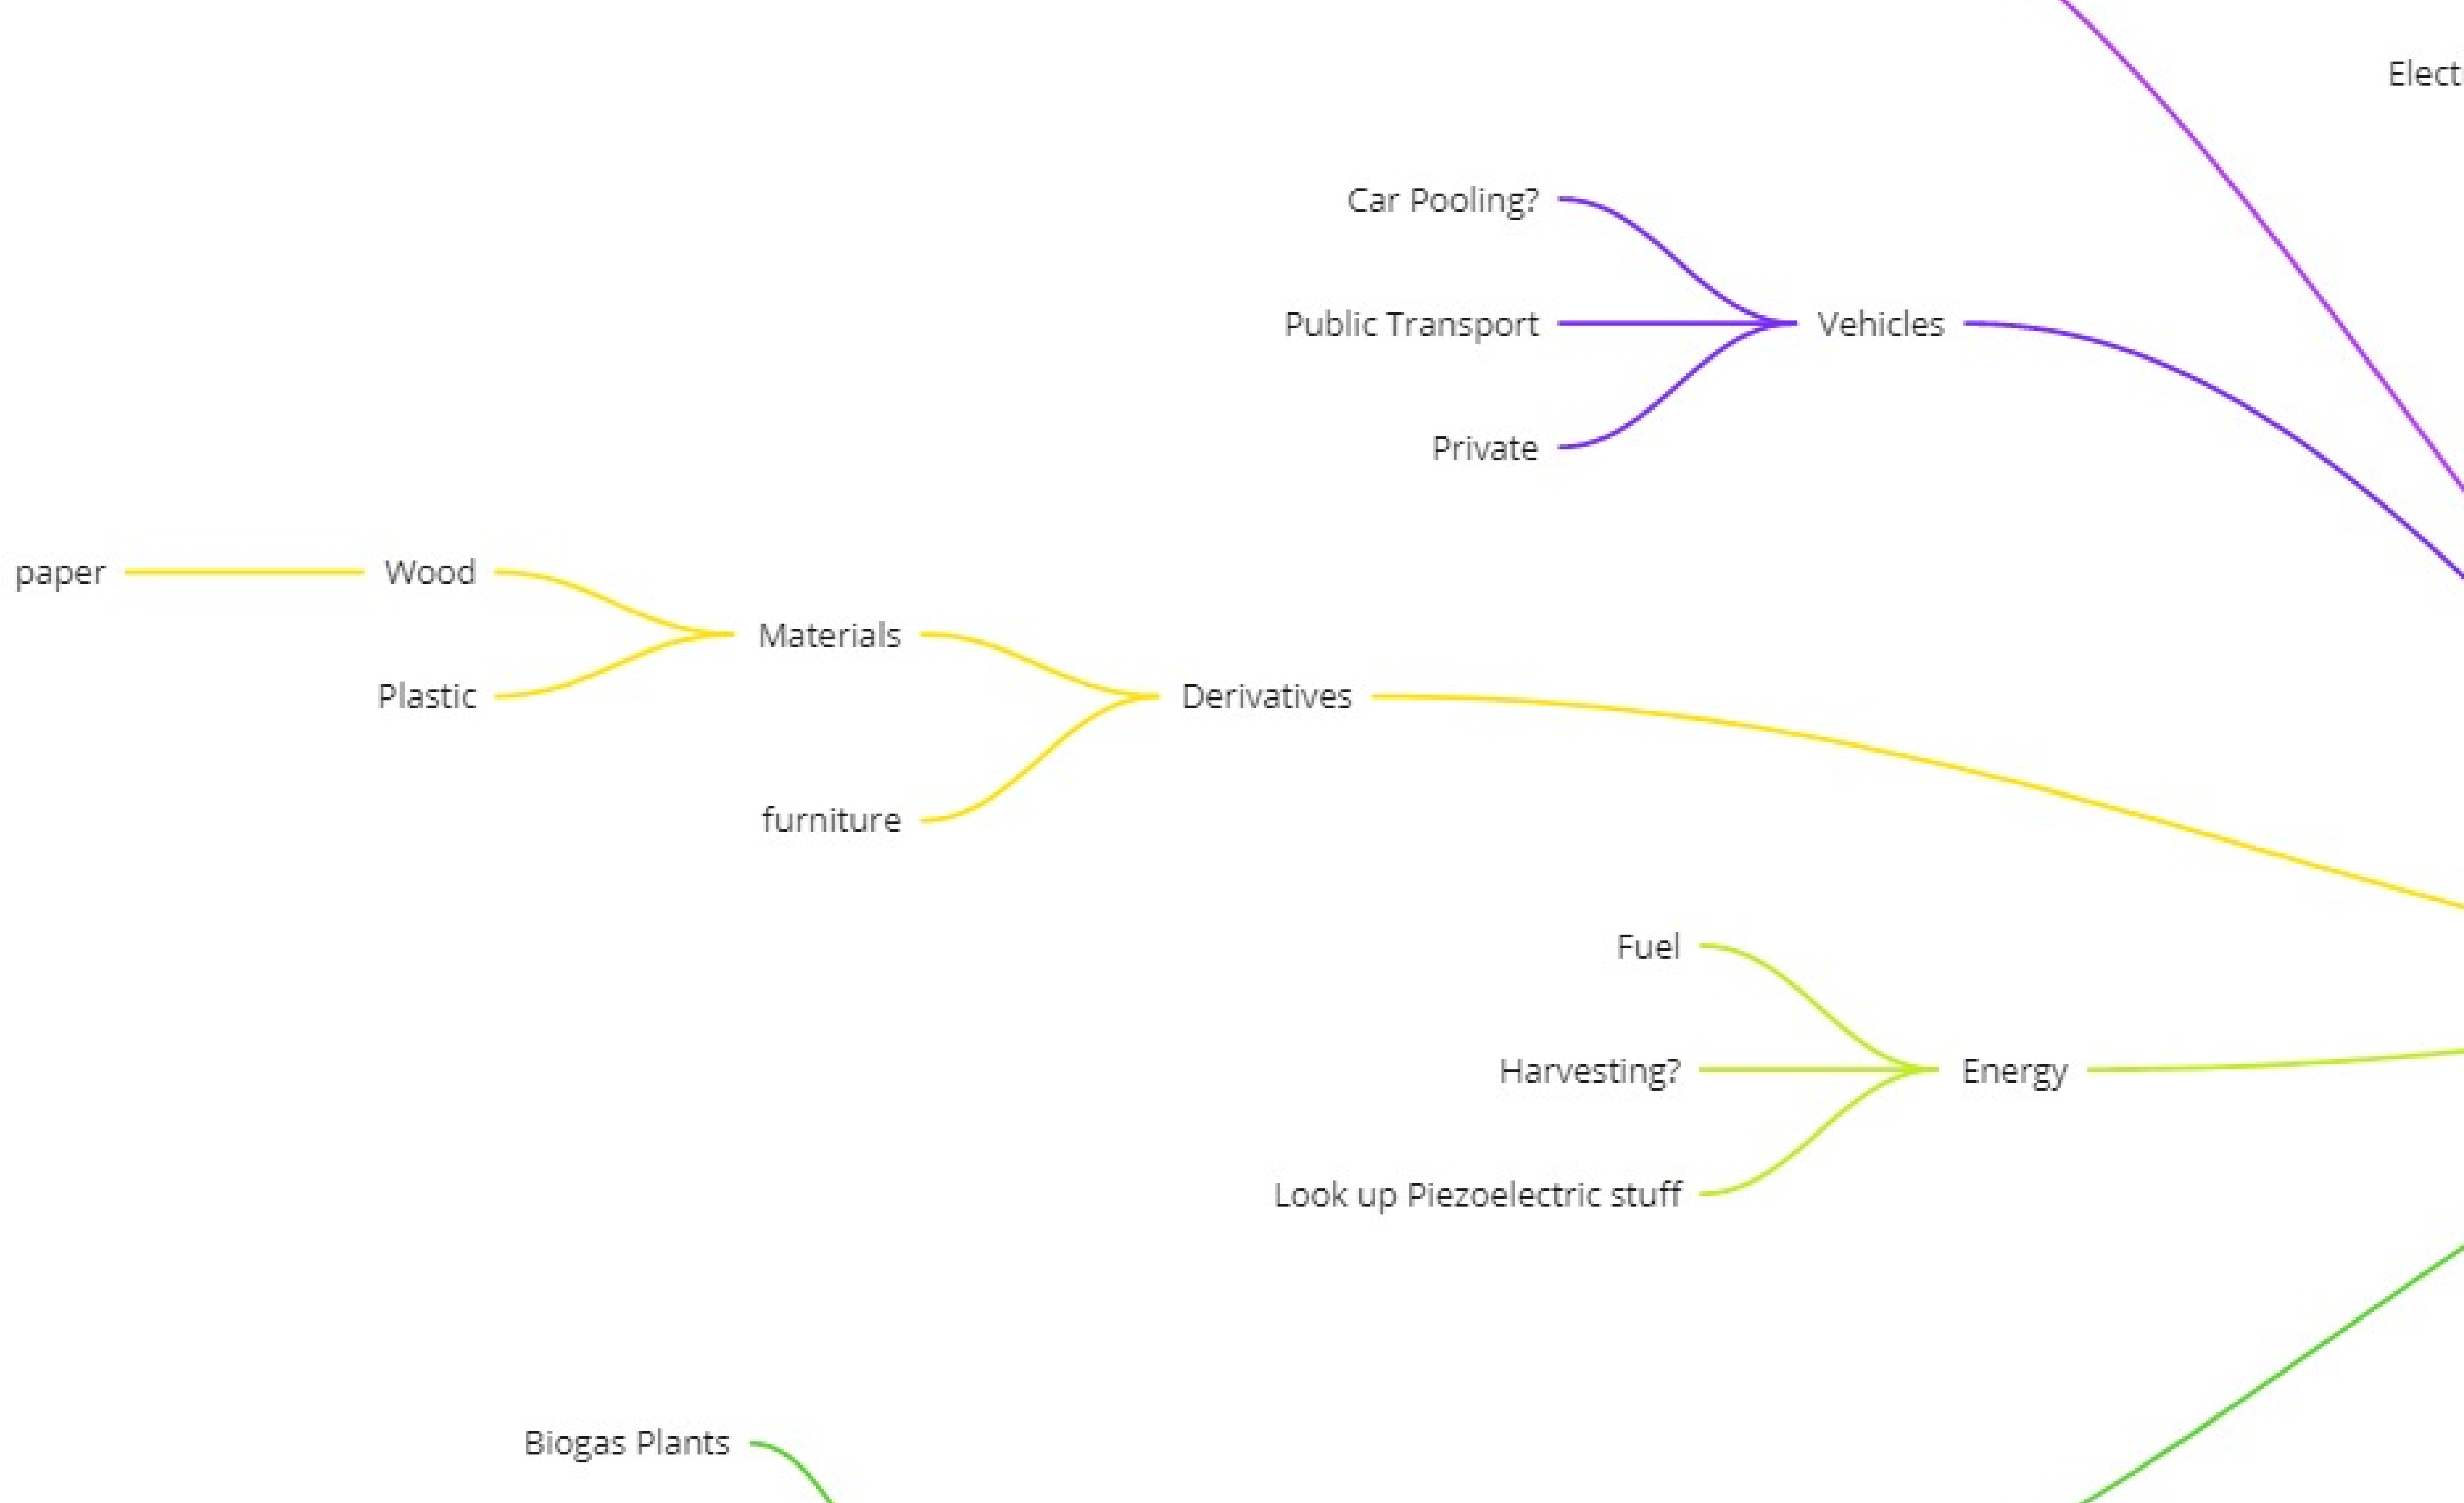 Elect
Car Pooling?
Public Transport
Vehicles
Private
paper
Wood
Materials
Plastic
Derivatives
furniture
Fuel
Harvesting?
Energy
Look up Piezoelectric stuff
Biogas Plants